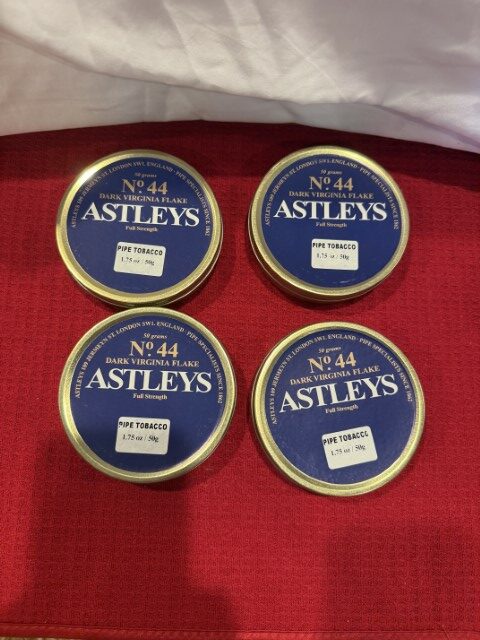 ASTLEYS 109 JERMEYN ST. LONDON SW1. ENGLAND · PIPE SPECIALISTS SINCE 1862
50 grams
Nº 44
DARK VIRGINIA FLAKE
ASTLEYS
Full Strength
PIPE TOBACCO
1.75 oz / 50g
ASTLEYS 109 JERMEYN ST. LONDON SW1. ENGLAND · PIPE SPECIALISTS SINCE 1862
50 grams
Nº 44
DARK VIRGINIA FLAKE
ASTLEYS
Full Strength
PIPE TOBACCO
1.75 oz / 50g
ASTLEYS 109 JERMEYN ST. LONDON SW1. ENGLAND · PIPE SPECIALISTS SINCE 1862
50 grams
Nº 44
DARK VIRGINIA FLAKE
ASTLEYS
Full Strength
PIPE TOBACCO
1.75 oz / 50g
ASTLEYS 109 JERMEYN ST. LONDON SW1. ENGLAND · PIPE SPECIALISTS SINCE 1862
50 grams
Nº 44
DARK VIRGINIA FLAKE
ASTLEYS
Full Strength
PIPE TOBACCO
1.75 oz / 50g